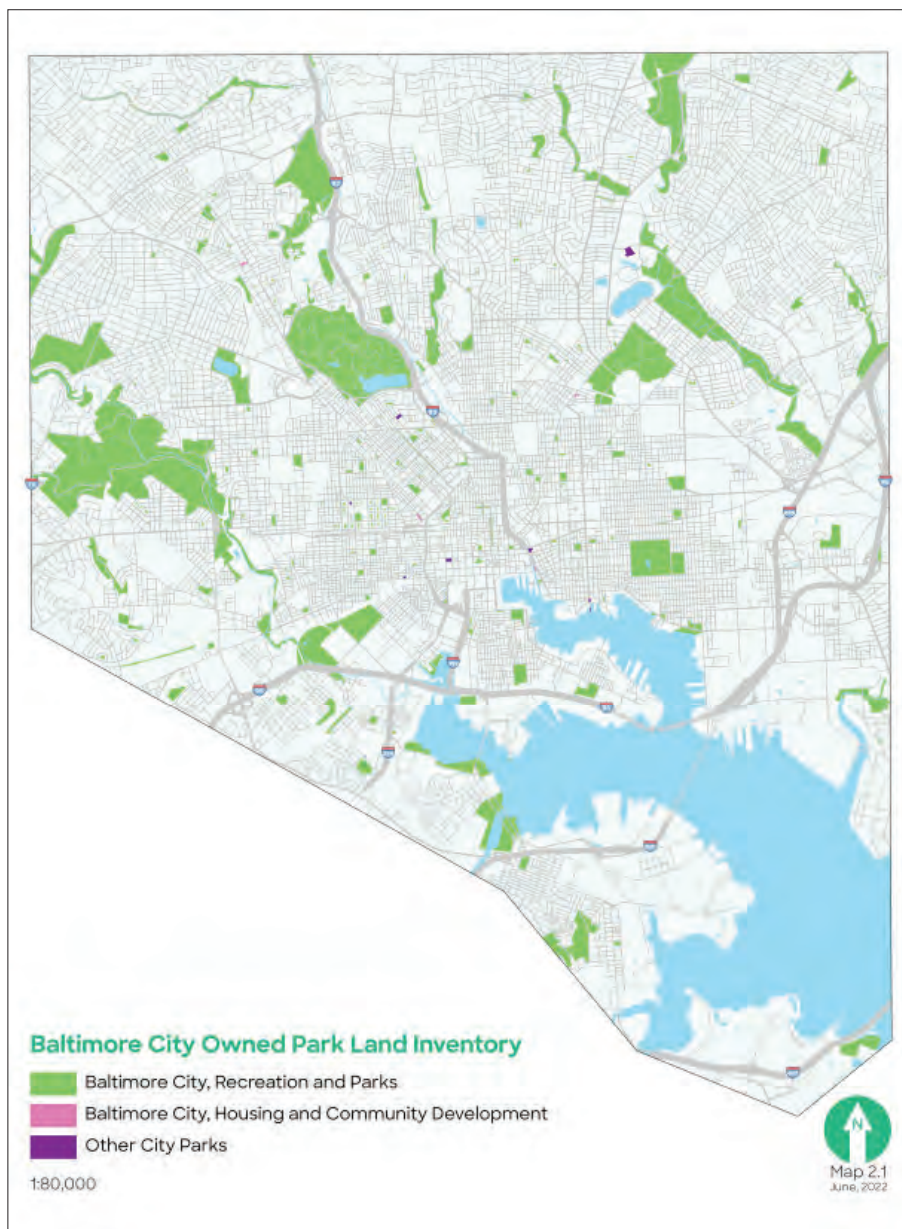 Baltimore City Owned Park Land Inventory
Baltimore City, Recreation and Parks
Baltimore City, Housing and Community Development
Other City Parks
1:80,000
N
Map 2.1
June, 2022